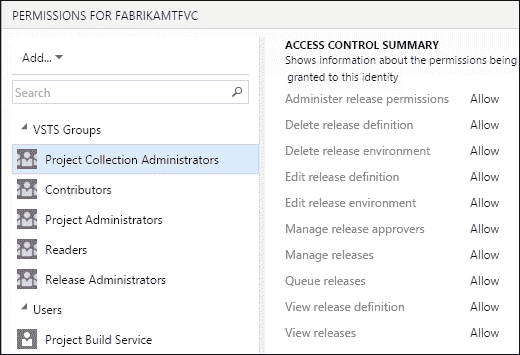 PERMISSIONS FOR FABRIKAMTFVC
Add...
Search
VSTS Groups
Project Collection Administrators
Contributors
Project Administrators
Readers
Release Administrators
Users
Project Build Service
ACCESS CONTROL SUMMARY
Shows information about the permissions being
granted to this identity
Administer release permissions Allow
Delete release definition Allow
Delete release environment Allow
Edit release definition Allow
Edit release environment Allow
Manage release approvers Allow
Manage releases Allow
Queue releases Allow
View release definition Allow
View releases Allow